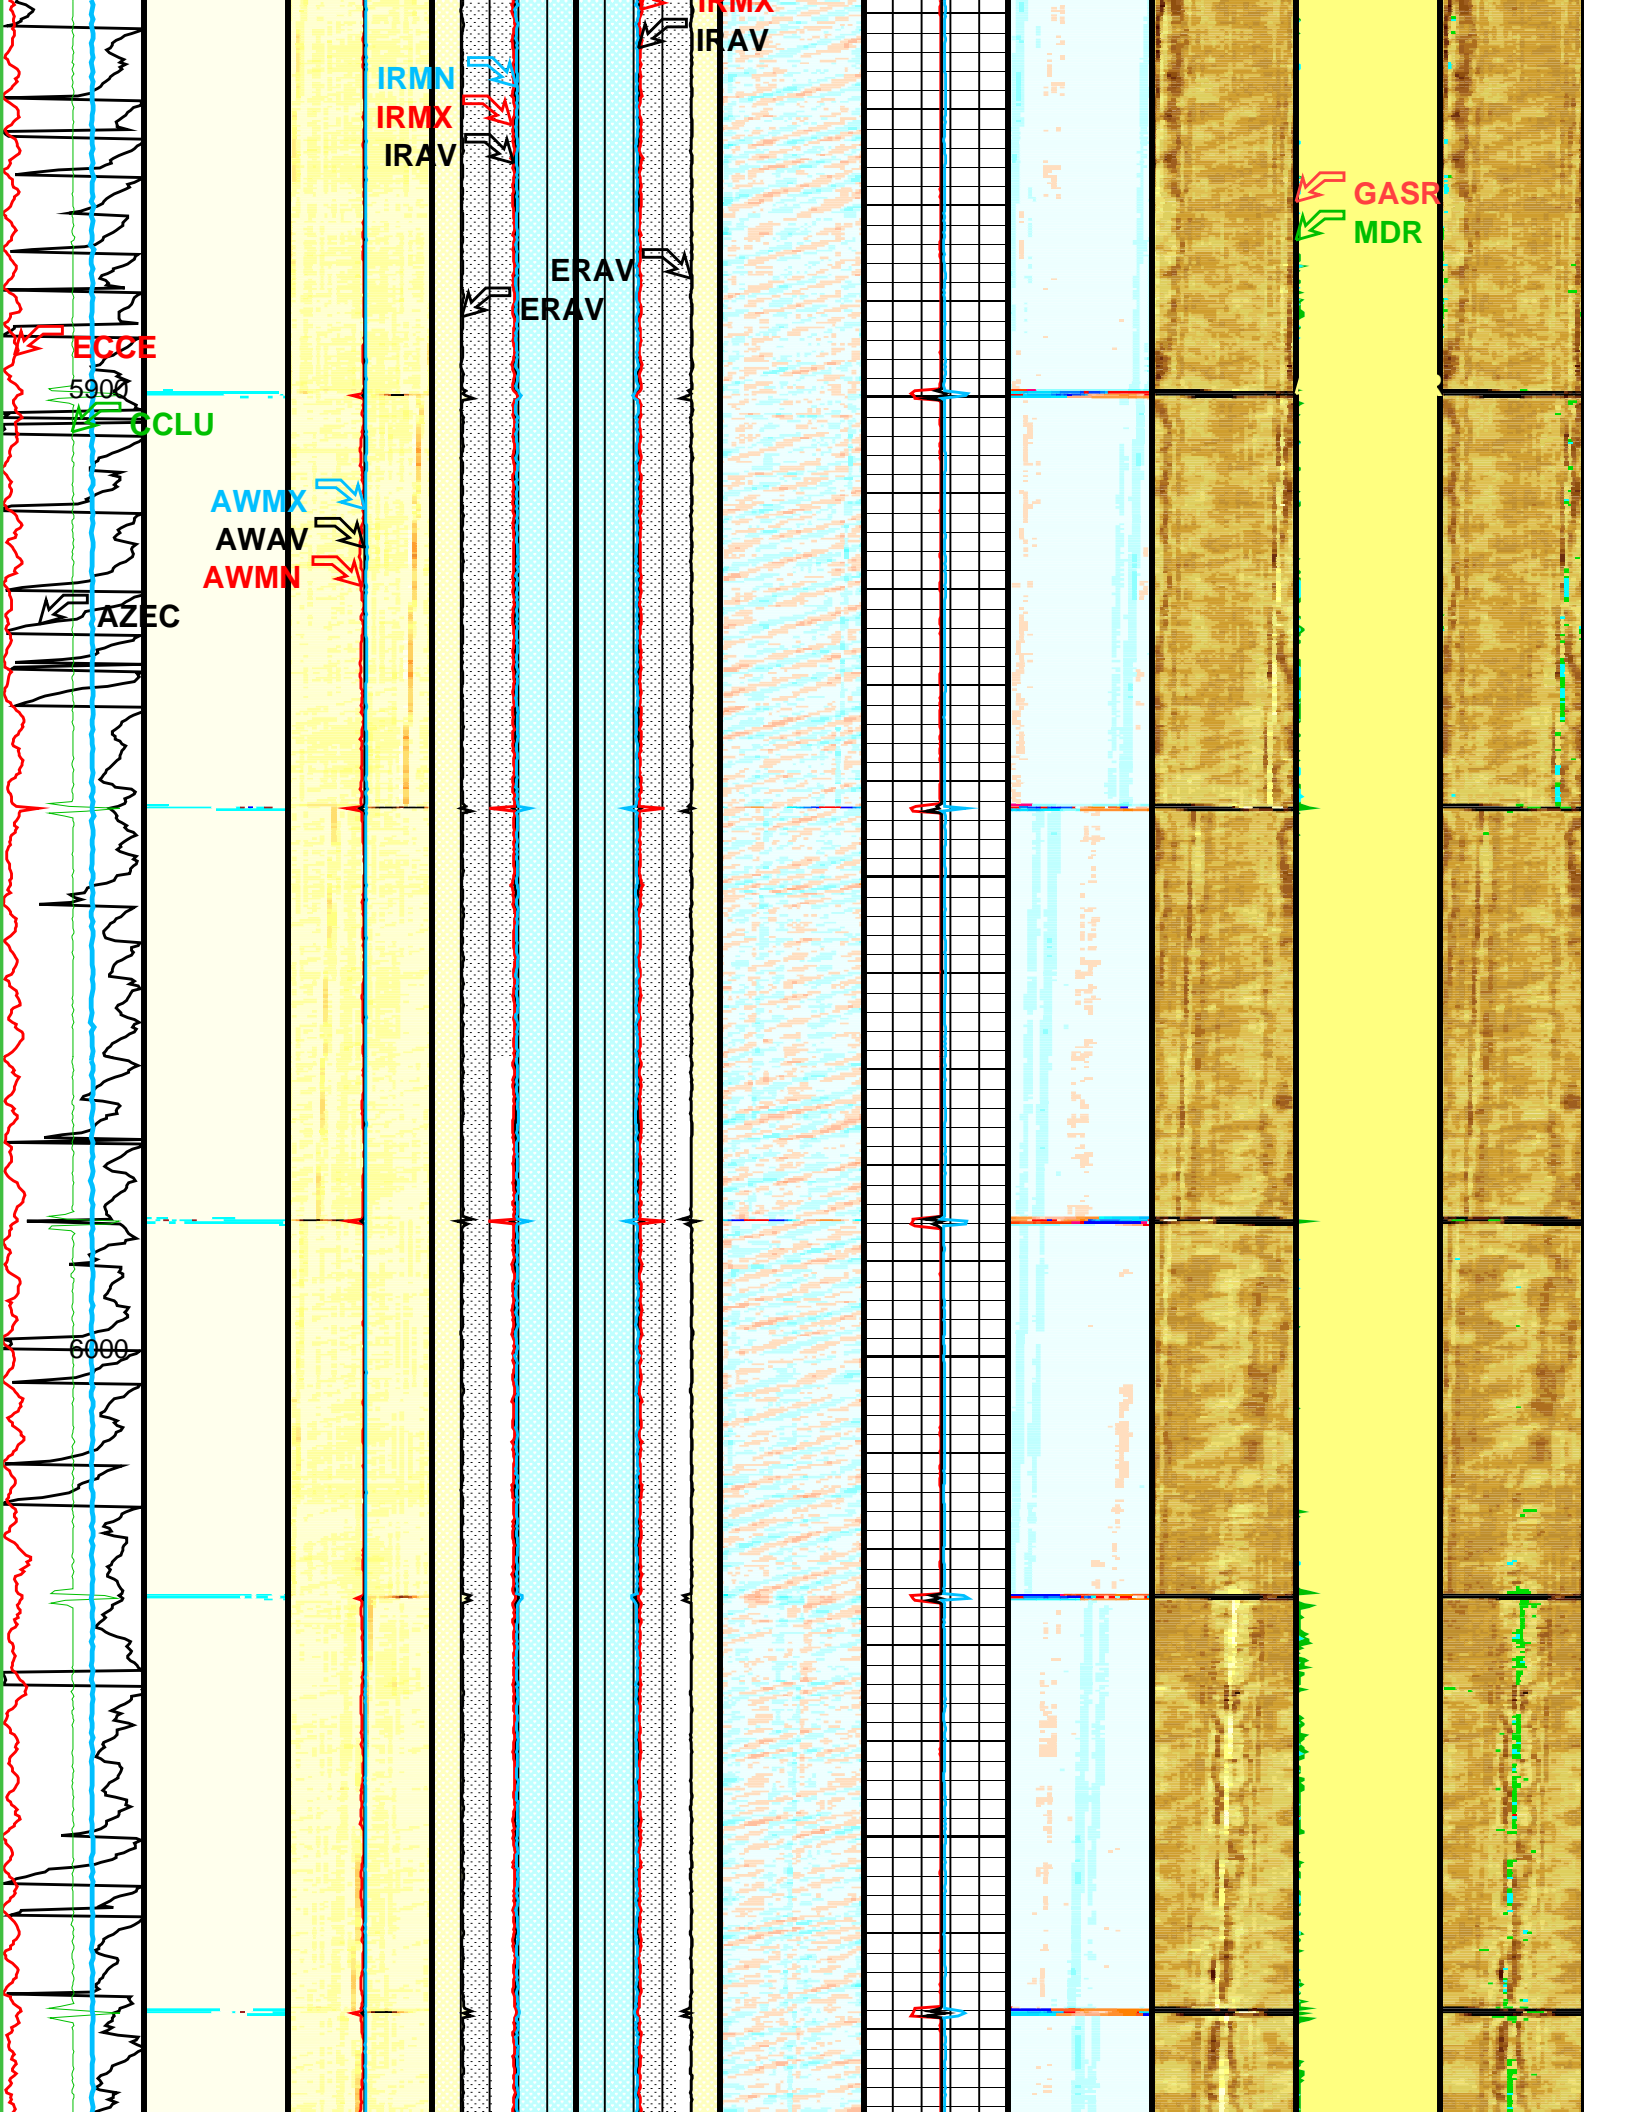 IRMX
IRAV
IRMN
IRMX
IRAV
GASR
MDR
ERAV
ERAV
ECCE
5900
CCLU
AWMX
AWAV
AWMN
AZEC
6000